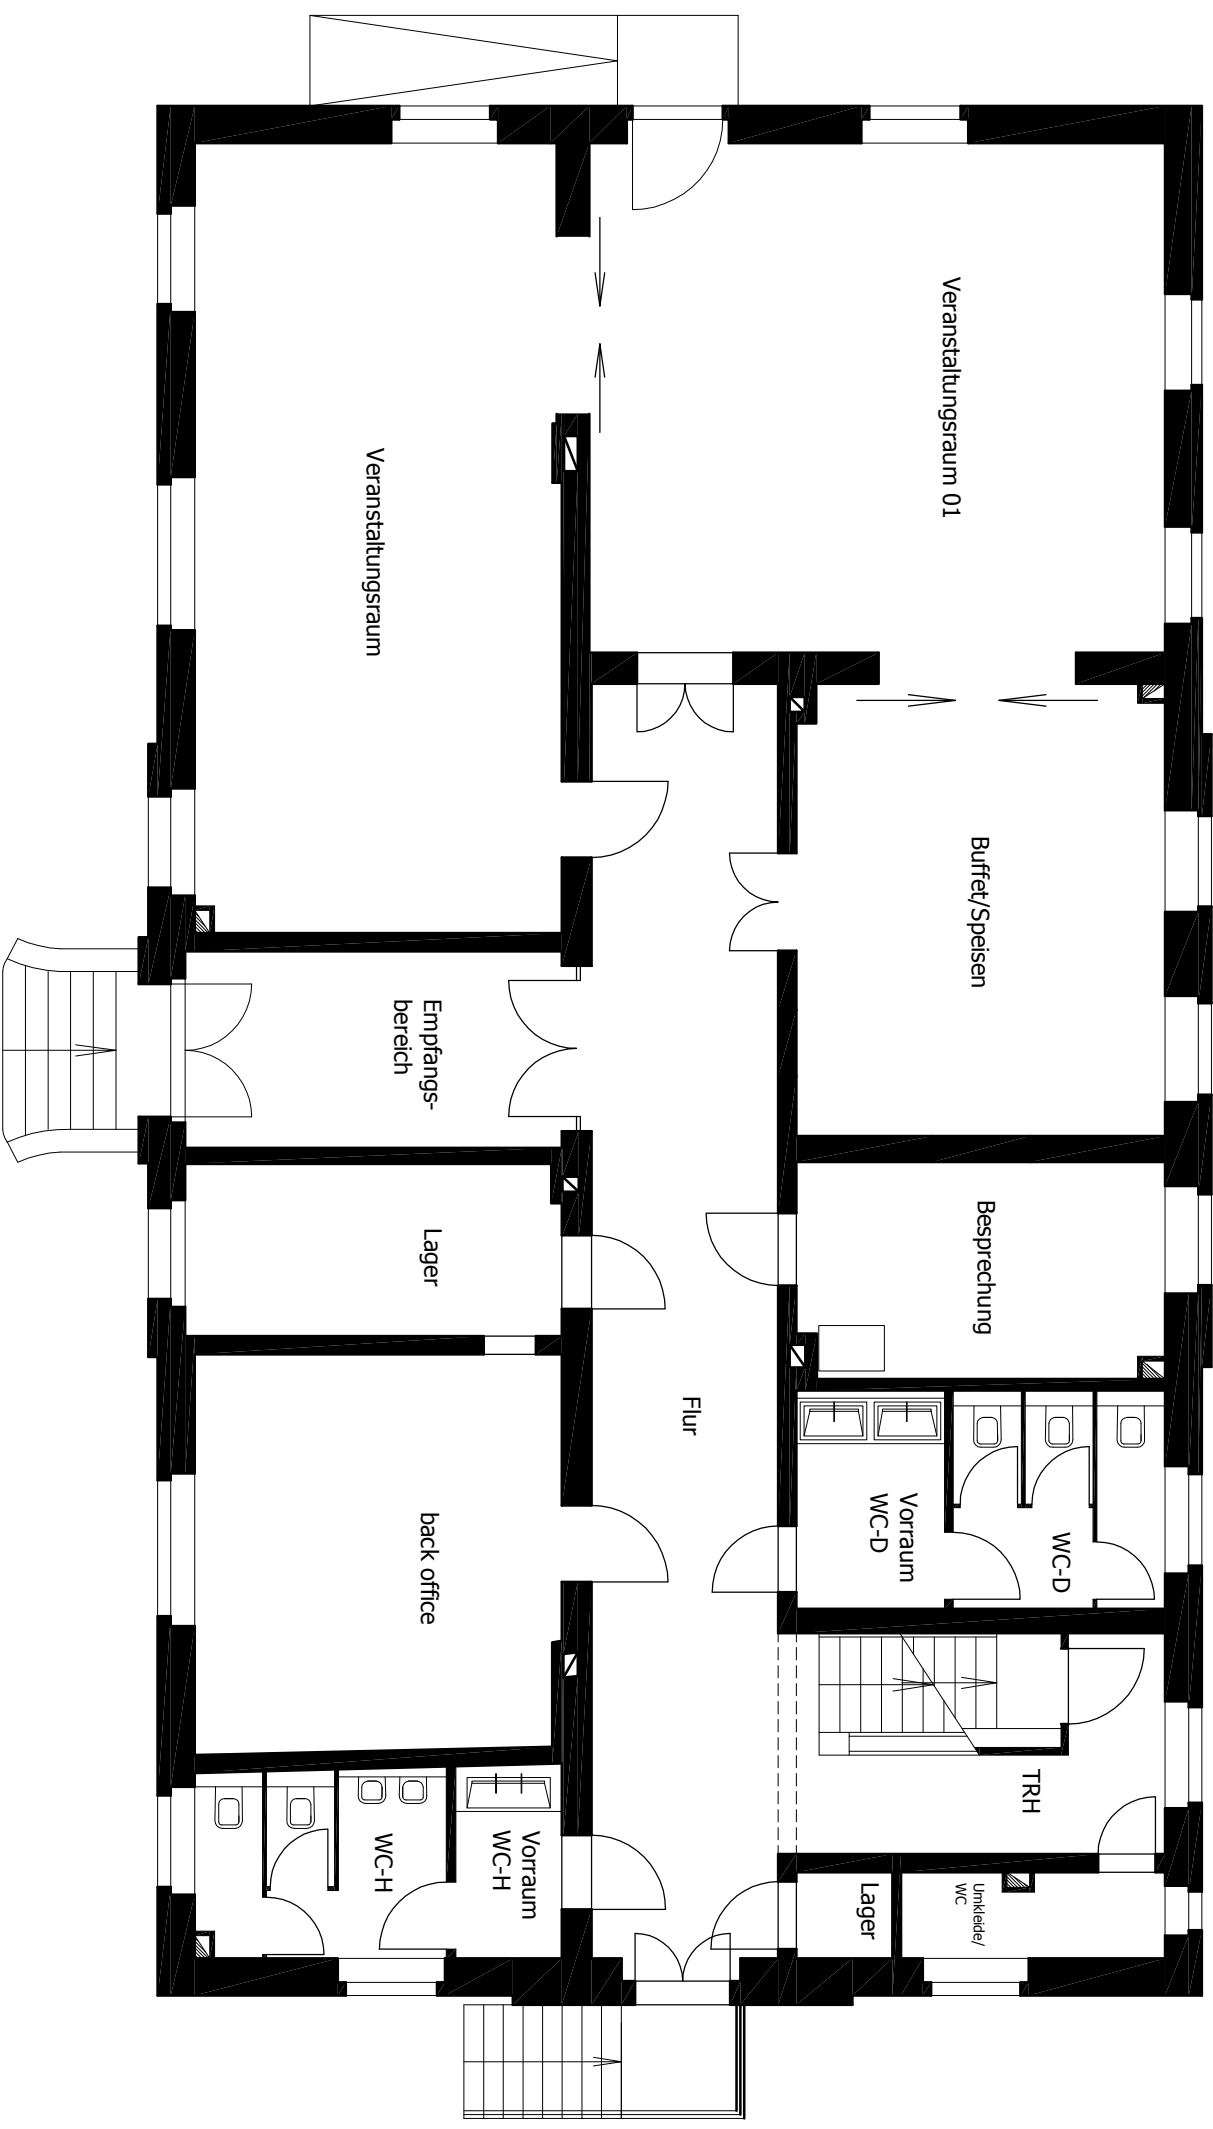 Veranstaltungsraum 01
Buffet/Speisen
Besprechung
Vorraum
WC-D
WC-D
TRH
Umkleide/
WC
Lager
Flur
Veranstaltungsraum
Empfangs-
bereich
Lager
back office
Vorraum
WC-H
WC-H